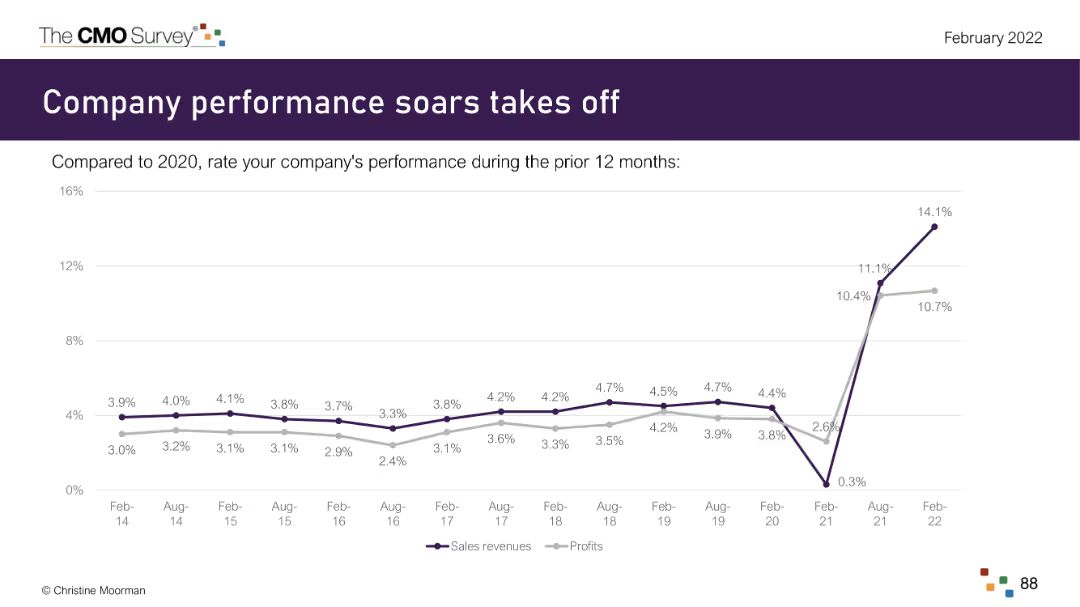 The CMO Survey
February 2022
Company performance soars takes off
Compared to 2020, rate your company's performance during the prior 12 months:
16%
12%
8%
4%
0%
3.9% 4.0% 4.1% 3.8% 3.7% 3.3% 3.8% 4.2% 4.2% 4.7% 4.5% 4.7% 4.4% 0.3% 11.1% 14.1%
3.0% 3.2% 3.1% 3.1% 2.9% 2.4% 3.1% 3.6% 3.3% 3.5% 4.2% 3.9% 3.8% 2.6% 10.4% 10.7%
Feb- Aug- Feb- Aug- Feb- Aug- Feb- Aug- Feb- Aug- Feb- Aug- Feb- Feb- Aug- Feb-
14 14 15 15 16 16 17 17 18 18 19 19 20 21 21 22
Sales revenues Profits
© Christine Moorman
88